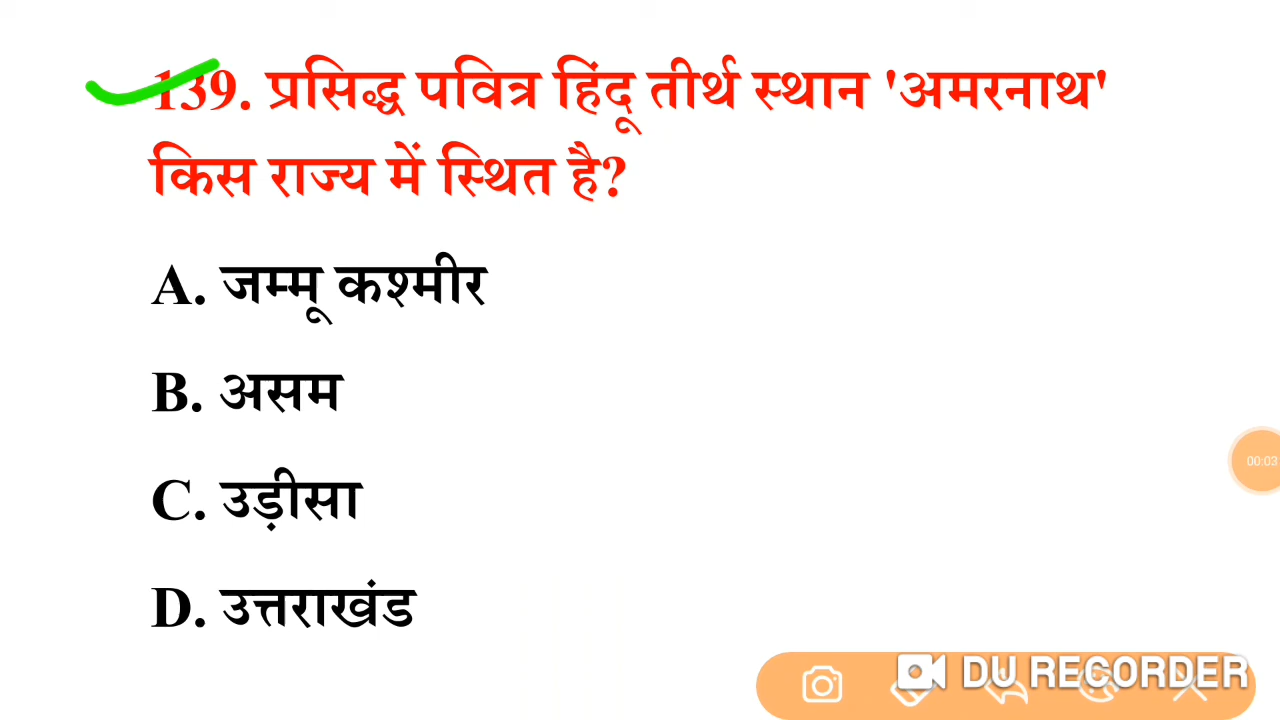 139. प्रसिद्ध पवित्र हिंदू तीर्थ स्थान 'अमरनाथ'
किस राज्य में स्थित है?
A. जम्मू कश्मीर
B. असम
C. उड़ीसा
D. उत्तराखंड
00:03
DU RECORDER